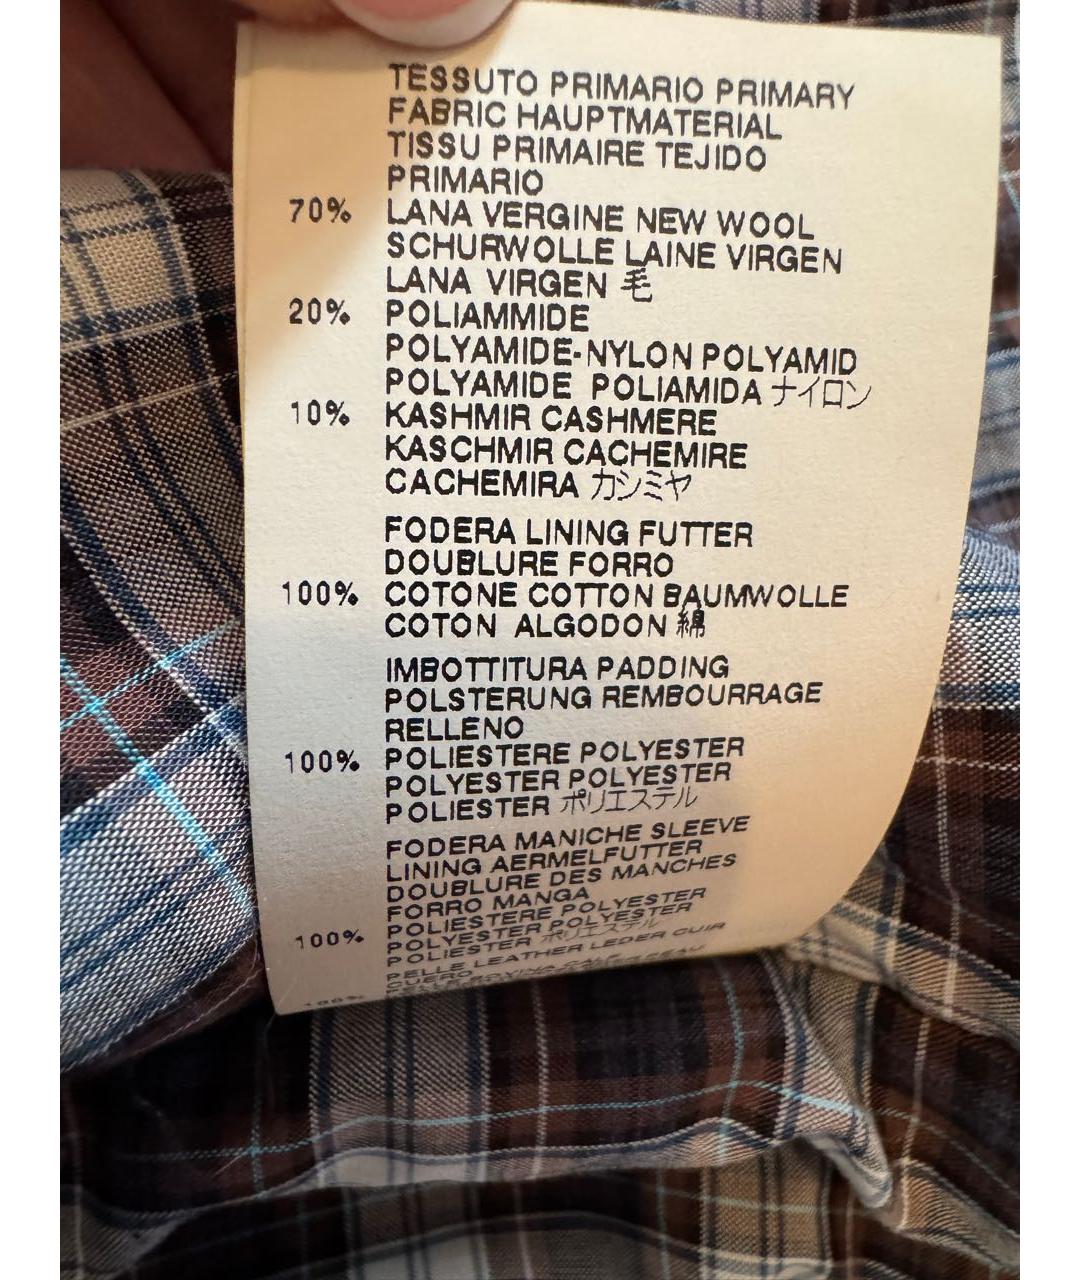 TESSUTO PRIMARIO PRIMARY
FABRIC HAUPTMATERIAL
TISSU PRIMAIRE TEJIDO
PRIMARIO
70% LANA VERGINE NEW WOOL
SCHURWOLLE LAINE VIRGEN
LANA VIRGEN 毛
20% POLIAMMIDE
POLYAMIDE-NYLON POLYAMID
POLYAMIDE POLIAMIDA ナイロン
10% KASHMIR CASHMERE
KASCHMIR CACHEMIRE
CACHEMIRA カシミヤ
FODERA LINING FUTTER
DOUBLURE FORRO
100% COTONE COTTON BAUMWOLLE
COTON ALGODON 綿
IMBOTTITURA PADDING
POLSTERUNG REMBOURRAGE
RELLENO
100% POLIESTERE POLYESTER
POLYESTER POLYESTER
POLIESTER ポリエステル
FODERA MANICHE SLEEVE
LINING AERMELFUTTER
DOUBLURE DES MANCHES
FORRO MANGA
100% POLIESTERE POLYESTER
POLYESTER POLYESTER
POLIESTER ポリエステル
PELLE LEATHER LEDER CUIR
CUERO
100%